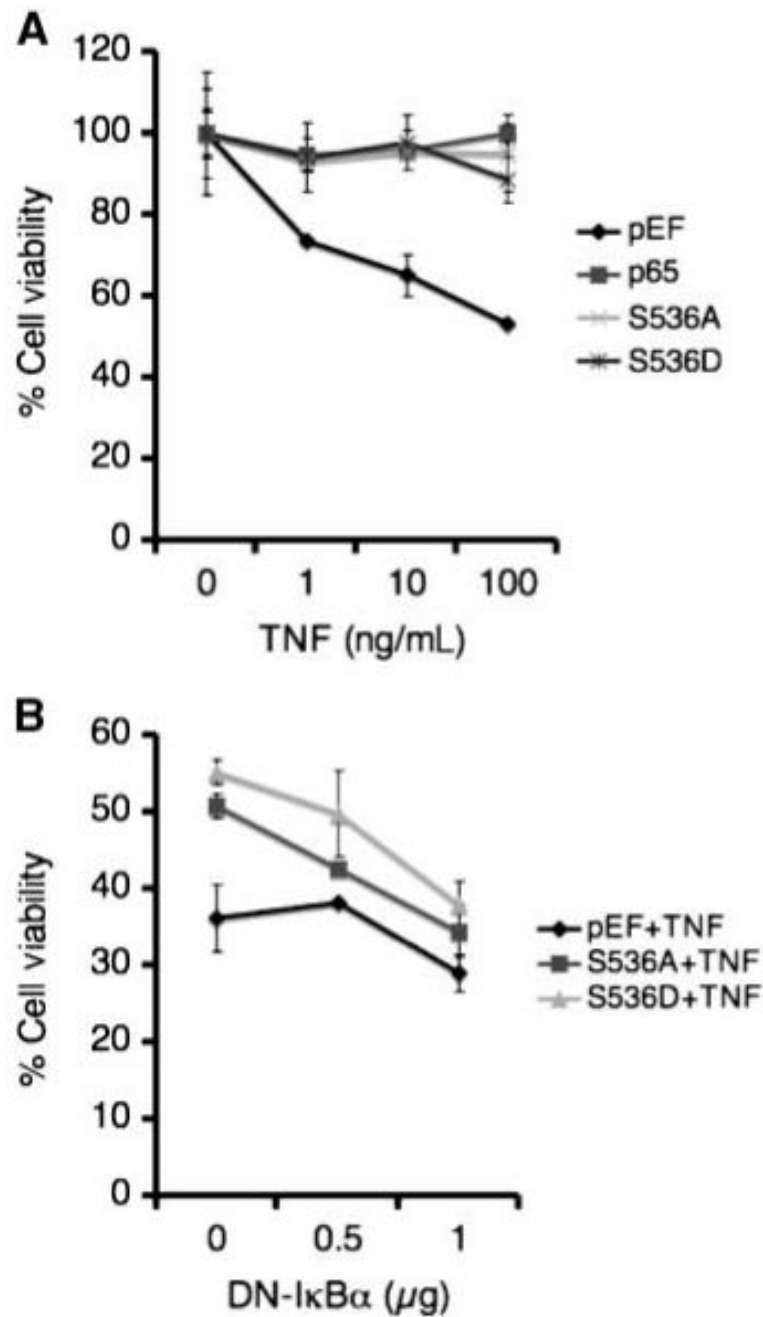 A
120
100
80
60
40
20
0
% Cell viability
0 1 10 100
TNF (ng/mL)
pEF
p65
S536A
S536D
B
60
50
40
30
20
10
0
% Cell viability
0 0.5 1
DN-IκBα (µg)
pEF+TNF
S536A+TNF
S536D+TNF